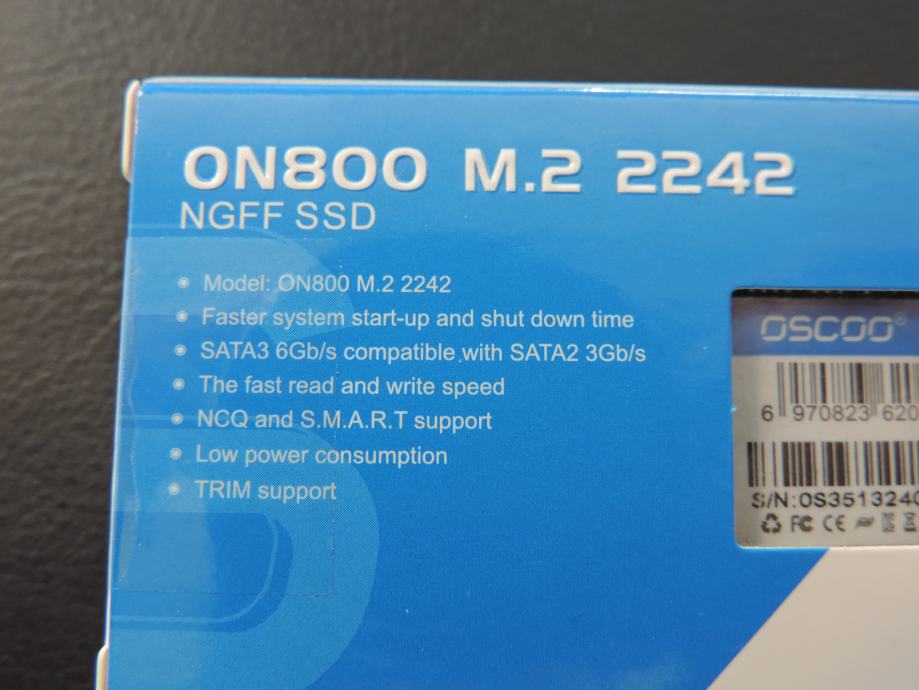 ON800 M.2 2242
NGFF SSD
Model: ON800 M.2 2242
Faster system start-up and shut down time
SATA3 6Gb/s compatible with SATA2 3Gb/s
The fast read and write speed
NCQ and S.M.A.R.T support
Low power consumption
TRIM support
OSCOO®
6 970823 620
S/N:0S3513240
FC CE